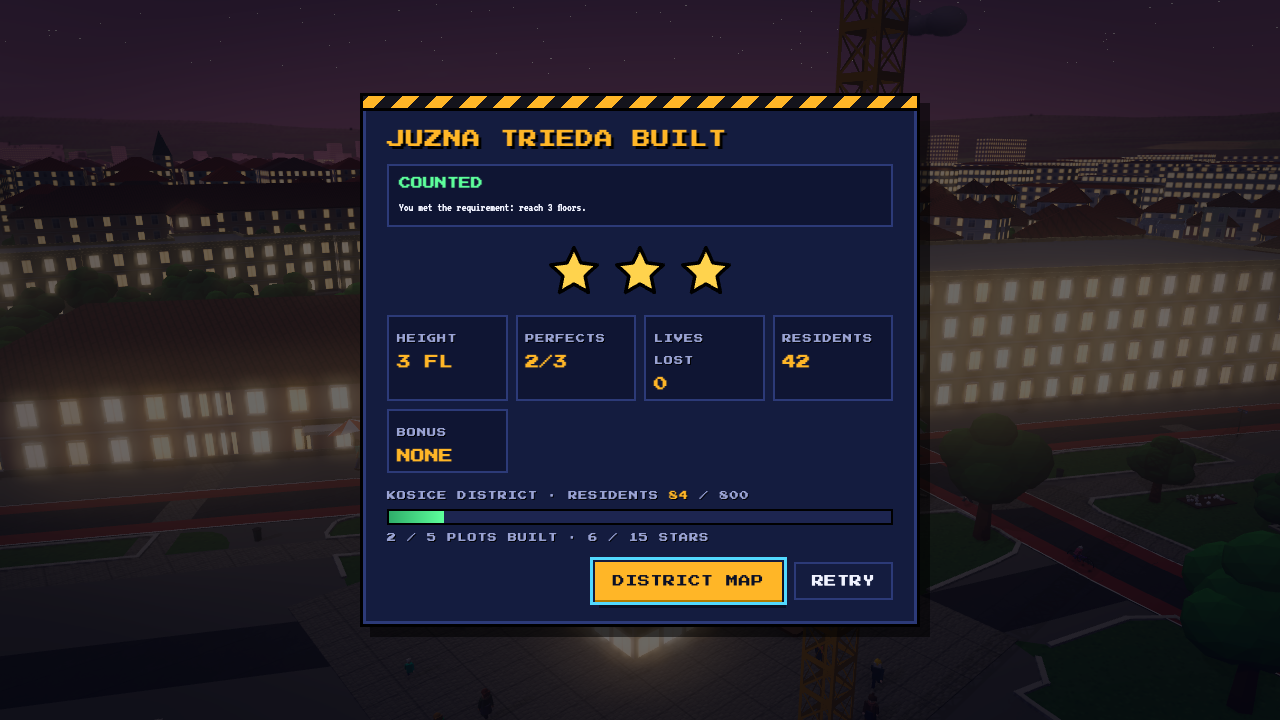 JUZNA TRIEDA BUILT
COUNTED
You met the requirement: reach 3 floors.
HEIGHT
3 FL
PERFECTS
2/3
LIVES
LOST
0
RESIDENTS
42
BONUS
NONE
KOSICE DISTRICT · RESIDENTS 84 / 800
2 / 5 PLOTS BUILT · 6 / 15 STARS
DISTRICT MAP
RETRY